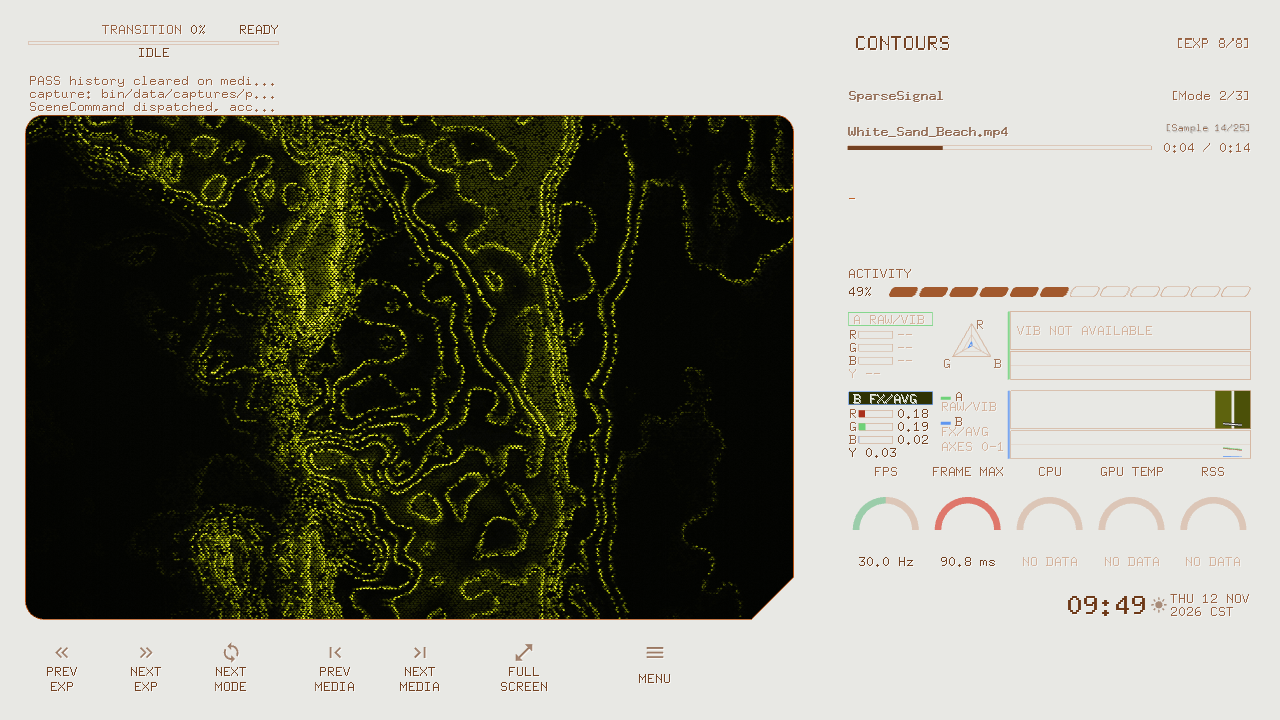 TRANSITION 0% READY
IDLE
PASS history cleared on medi...
capture: bin/data/captures/p...
SceneCommand dispatched, acc...
CONTOURS [EXP 8/8]
SparseSignal [Mode 2/3]
White_Sand_Beach.mp4 [Sample 14/25]
0:04 / 0:14
_
ACTIVITY
49%
A RAW/VIB
R --
G --
B --
Y --
R
G B
VIB NOT AVAILABLE
B FX/AVG
R 0.18
G 0.19
B 0.02
Y 0.03
A
RAW/VIB
B
FX/AVG
AXES 0-1
FPS FRAME MAX CPU GPU TEMP RSS
30.0 Hz 90.8 ms NO DATA NO DATA NO DATA
09:49 THU 12 NOV
2026 CST
PREV EXP
NEXT EXP
NEXT MODE
PREV MEDIA
NEXT MEDIA
FULL SCREEN
MENU